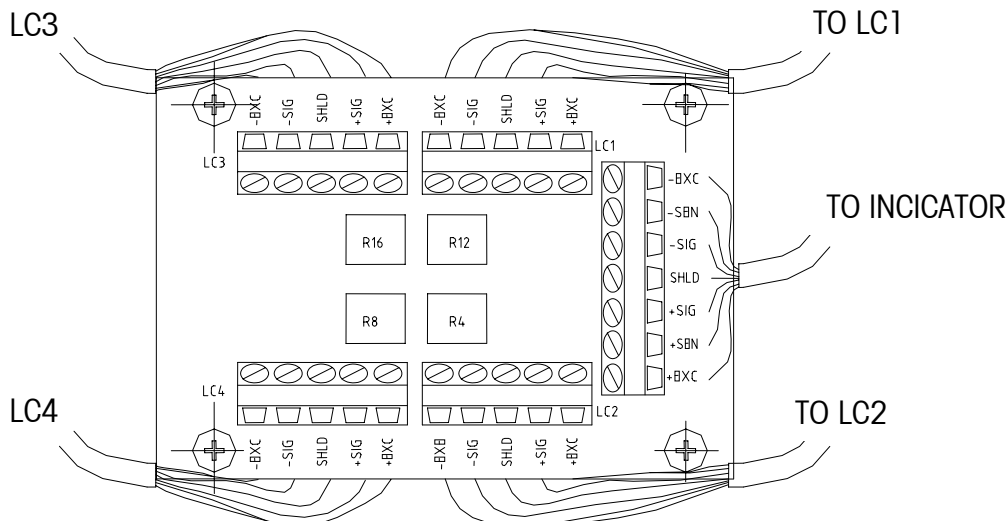 LC3
TO LC1
-BXC
-SIG
SHLD
+SIG
+BXC
-BXC
-SIG
SHLD
+SIG
+BXC
LC3
LC1
-BXC
-SBN
-SIG
SHLD
+SIG
+SBN
+BXC
TO INCICATOR
R16
R12
R8
R4
LC4
LC2
-BXC
-SIG
SHLD
+SIG
+BXC
-BXB
-SIG
SHLD
+SIG
+BXC
LC4
TO LC2